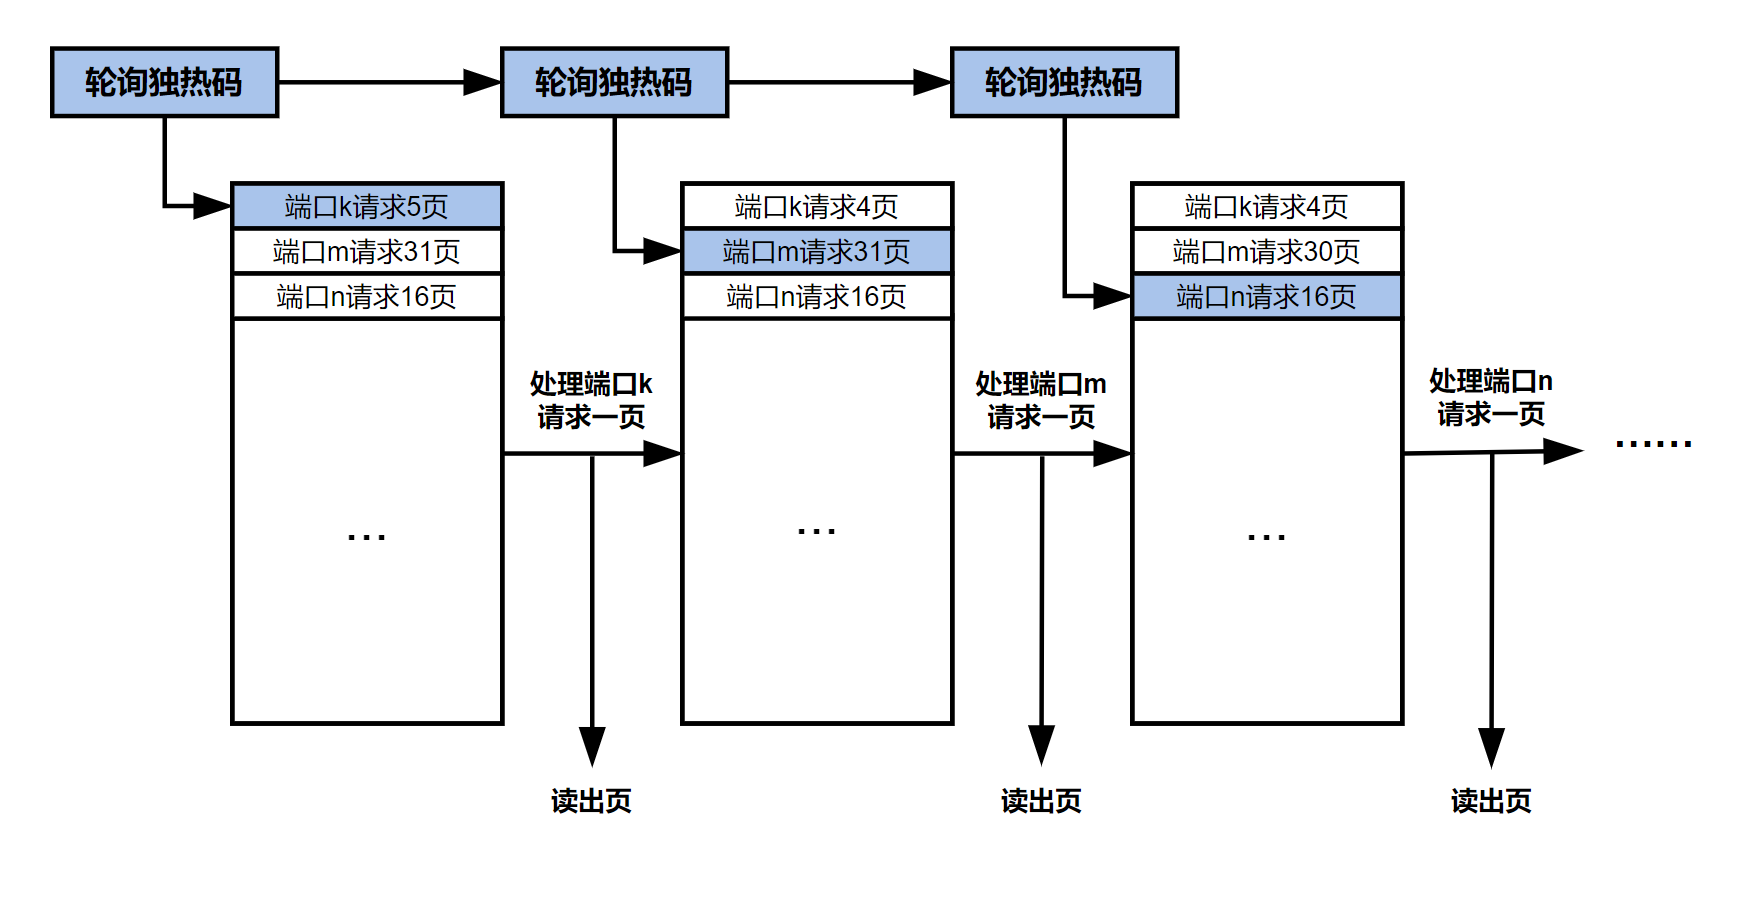 轮询独热码
轮询独热码
轮询独热码
端口k请求5页
端口m请求31页
端口n请求16页
...
处理端口k
请求一页
读出页
端口k请求4页
端口m请求31页
端口n请求16页
...
处理端口m
请求一页
读出页
端口k请求4页
端口m请求30页
端口n请求16页
...
处理端口n
请求一页
读出页
......